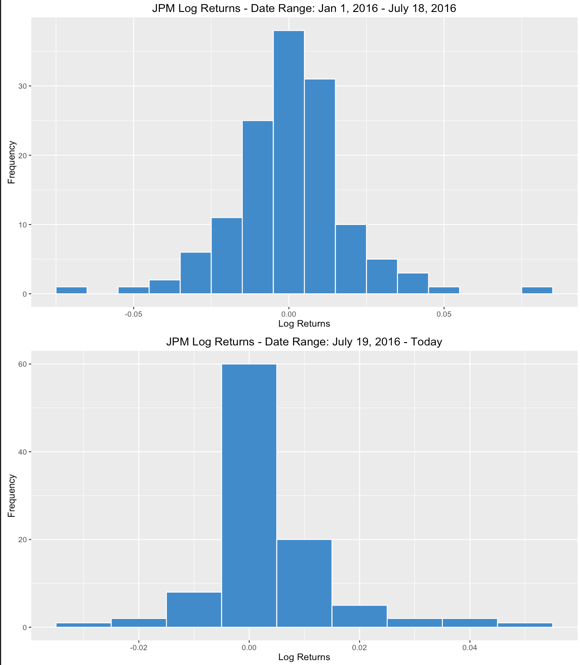 JPM Log Returns - Date Range: Jan 1, 2016 - July 18, 2016
30
20
10
0
Frequency
-0.05
0.00
0.05
Log Returns
JPM Log Returns - Date Range: July 19, 2016 - Today
60
40
20
0
Frequency
-0.02
0.00
0.02
0.04
Log Returns